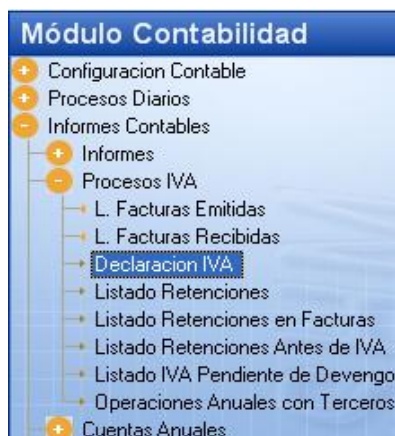 Módulo Contabilidad
Configuracion Contable
Procesos Diarios
Informes Contables
Informes
Procesos IVA
L. Facturas Emitidas
L. Facturas Recibidas
Declaracion IVA
Listado Retenciones
Listado Retenciones en Facturas
Listado Retenciones Antes de IVA
Listado IVA Pendiente de Devengo
Operaciones Anuales con Terceros
Cuentas Anuales